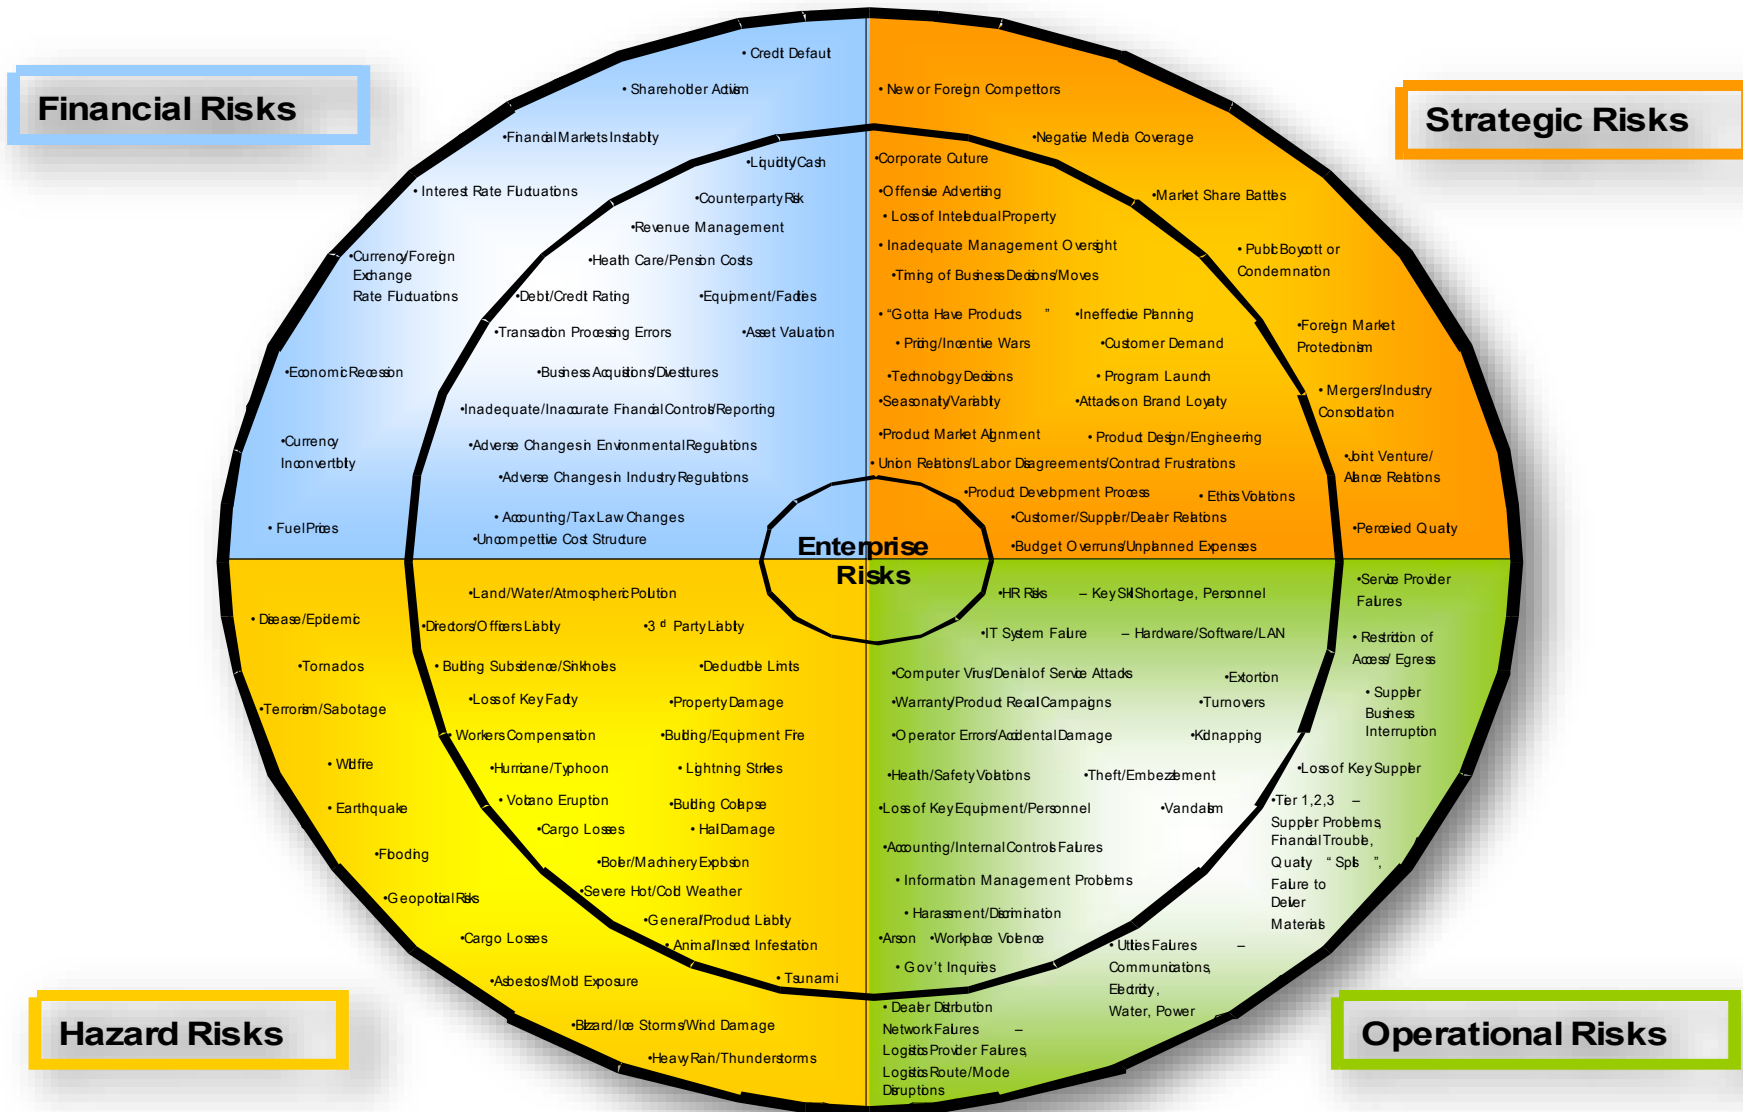 Financial Risks
Strategic Risks
• Credit Default
• Shareholder Activism
•Financial Markets Instability
• Interest Rate Fluctuations
•Currency/Foreign
Exchange
Rate Fluctuations
•Economic Recession
•Currency
Inconvertibility
• Fuel Prices
•Liquidity/Cash
•Counterparty Risk
•Revenue Management
•Health Care/Pension Costs
•Debt/Credit Rating
•Equipment/Facilities
•Transaction Processing Errors
•Asset Valuation
•Business Acquisitions/Divestitures
•Inadequate/Inaccurate Financial Controls/Reporting
•Adverse Changes in Environmental Regulations
•Adverse Changes in Industry Regulations
• Accounting/Tax Law Changes
•Uncompetitive Cost Structure
• New or Foreign Competitors
•Negative Media Coverage
•Market Share Battles
• Public Boycott or
Condemnation
•Foreign Market
Protectionism
• Mergers/Industry
Consolidation
•Joint Venture/
Alliance Relations
•Perceived Quality
•Corporate Culture
•Offensive Advertising
• Loss of Intellectual Property
• Inadequate Management Oversight
•Timing of Business Decisions/Moves
• “Gotta Have Products ”
•Ineffective Planning
• Pricing/Incentive Wars
•Customer Demand
•Technology Decisions
• Program Launch
•Seasonality/Variability
•Attacks on Brand Loyalty
•Product Market Alignment
• Product Design/Engineering
• Union Relations/Labor Disagreements/Contract Frustrations
•Product Development Process
• Ethics Violations
•Customer/Supplier/Dealer Relations
•Budget Overruns/Unplanned Expenses
Enterprise
Risks
• Disease/Epidemic
•Tornados
•Terrorism/Sabotage
• Wildfire
• Earthquake
•Flooding
•Geopolitical Risks
•Cargo Losses
•Asbestos/Mold Exposure
•Blizzard/Ice Storms/Wind Damage
•Heavy Rain/Thunderstorms
•Land/Water/Atmospheric Pollution
•Directors/Officers Liability
•3 rd Party Liability
• Building Subsidence/Sinkholes
•Deductible Limits
•Loss of Key Facility
•Property Damage
• Workers Compensation
•Building/Equipment Fire
•Hurricane/Typhoon
• Lightning Strikes
• Volcano Eruption
•Building Collapse
•Cargo Losses
• Hail Damage
•Boiler/Machinery Explosion
•Severe Hot/Cold Weather
•General/Product Liability
• Animal/Insect Infestation
• Tsunami
•HR Risks – Key Skill Shortage, Personnel
•IT System Failure – Hardware/Software/LAN
•Computer Virus/Denial of Service Attacks
•Extortion
•Warranty/Product Recall Campaigns
•Turnovers
•Operator Errors/Accidental Damage
•Kidnapping
•Health/Safety Violations
•Theft/Embezzlement
•Loss of Key Equipment/Personnel
•Vandalism
•Accounting/Internal Controls Failures
• Information Management Problems
• Harassment/Discrimination
•Arson
•Workplace Violence
• Gov’t Inquiries
•Service Provider
Failures
• Restriction of
Access/ Egress
• Supplier
Business
Interruption
•Loss of Key Supplier
•Tier 1,2,3 –
Supplier Problems,
Financial Trouble,
Quality “ Spills ”,
Failure to
Deliver
Materials
• Utilities Failures –
Communications,
Electricity,
Water, Power
• Dealer Distribution
Network Failures –
Logistics Provider Failures,
Logistics Route/Mode
Disruptions
Hazard Risks
Operational Risks